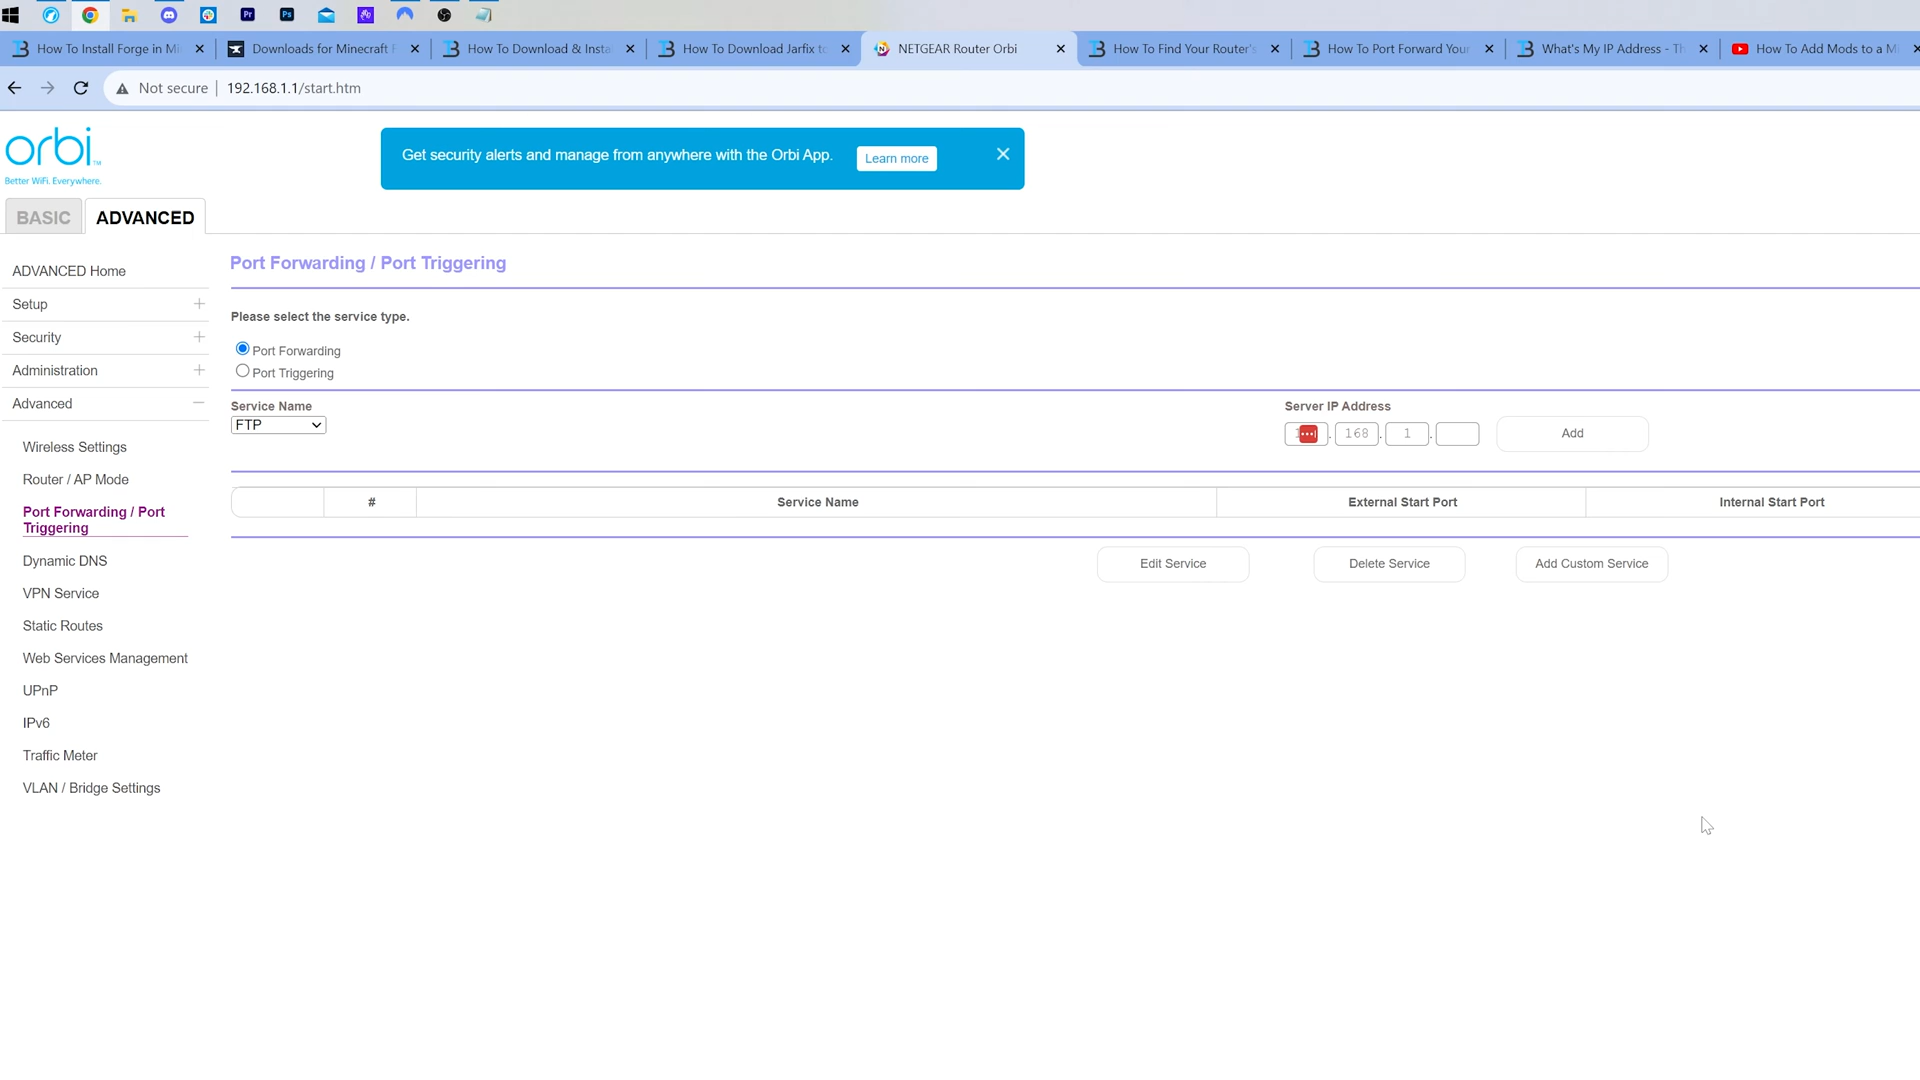 How To Install Forge in Mi
Downloads for Minecraft F
How To Download & Instal
How To Download Jarfix to
NETGEAR Router Orbi
How To Find Your Router's
How To Port Forward Your
What's My IP Address - Th
How To Add Mods to a Mi
Not secure
192.168.1.1/start.htm
orbi
Better WiFi. Everywhere.
Get security alerts and manage from anywhere with the Orbi App.
Learn more
BASIC
ADVANCED
ADVANCED Home
Setup
Security
Administration
Advanced
Wireless Settings
Router / AP Mode
Port Forwarding / Port
Triggering
Dynamic DNS
VPN Service
Static Routes
Web Services Management
UPnP
IPv6
Traffic Meter
VLAN / Bridge Settings
Port Forwarding / Port Triggering
Please select the service type.
Port Forwarding
Port Triggering
Service Name
FTP
Server IP Address
. 168 . 1 .
Add
# Service Name External Start Port Internal Start Port
Edit Service
Delete Service
Add Custom Service